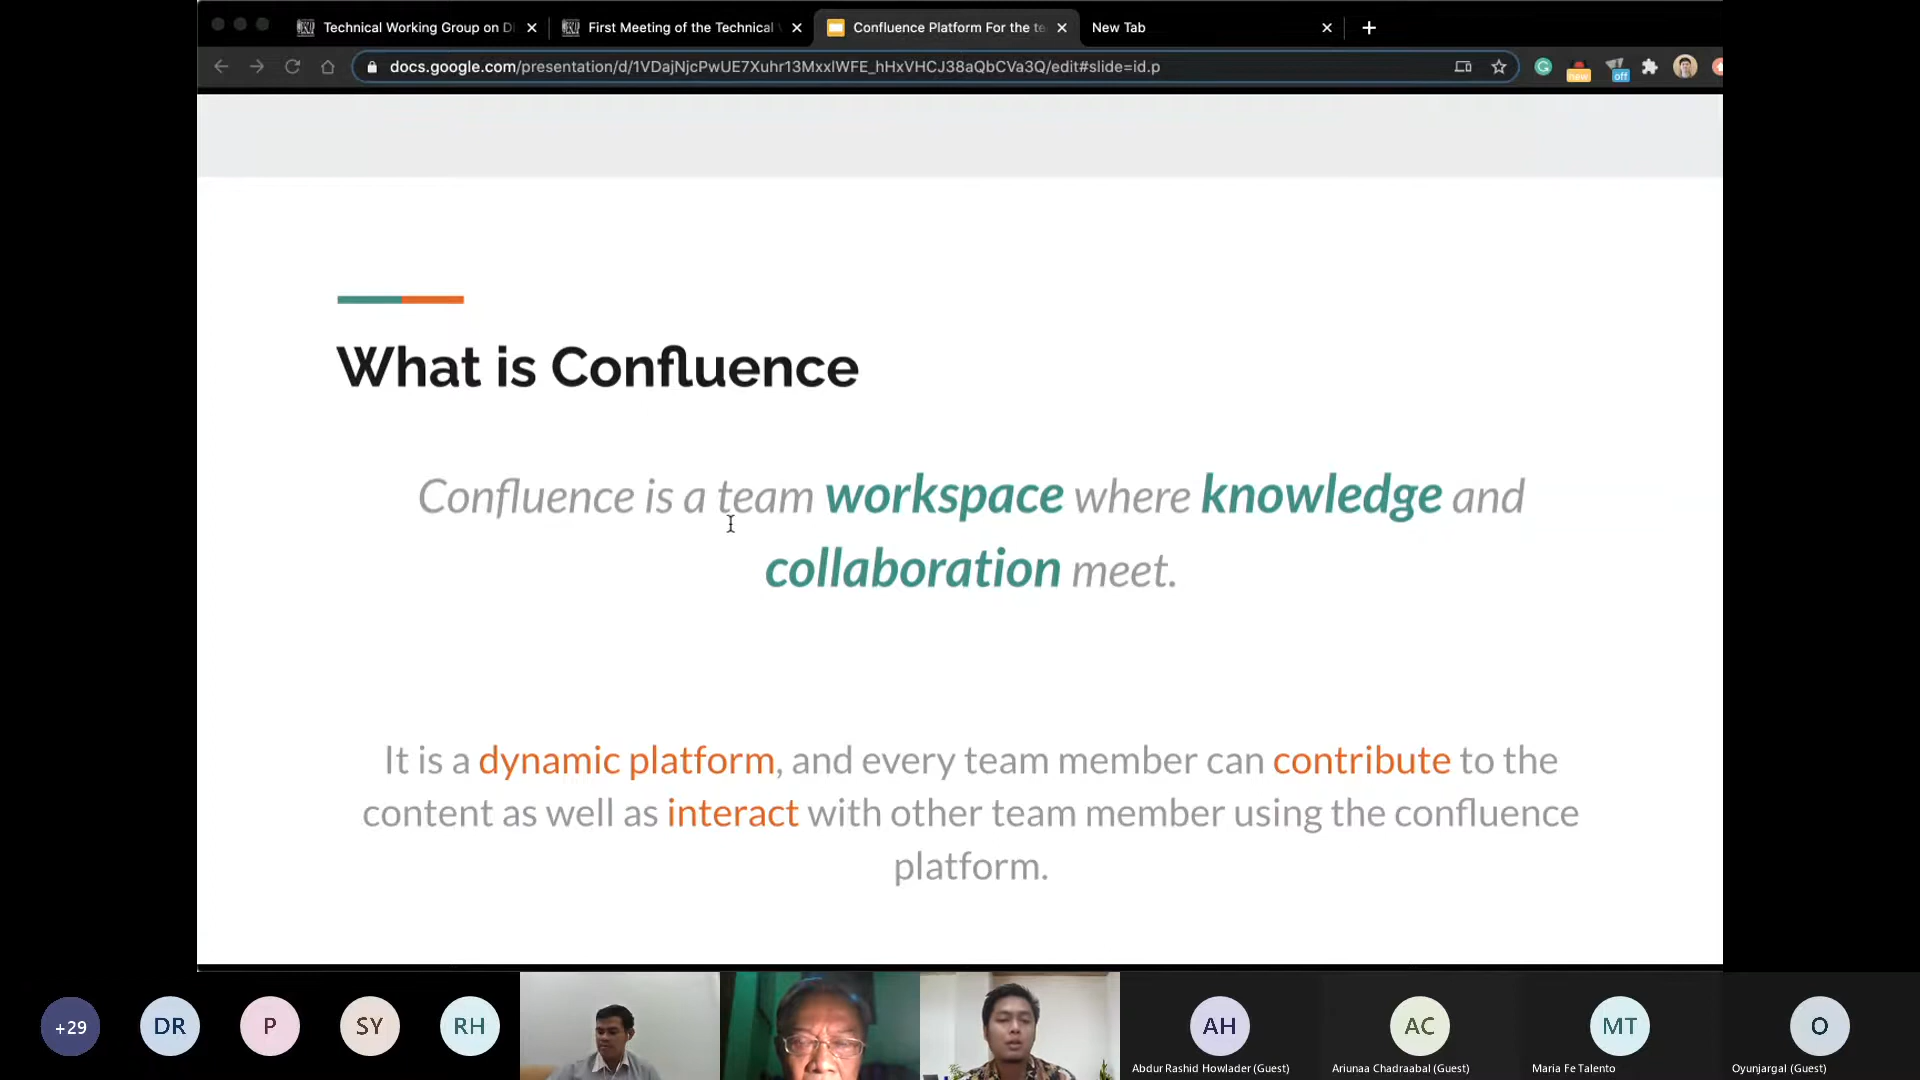 Technical Working Group on Di
First Meeting of the Technical
Confluence Platform For the te
New Tab
docs.google.com/presentation/d/1VDajNjcPwUE7Xuhr13MxxlWFE_hHxVHCJ38aQbCVa3Q/edit#slide=id.p
new
off
What is Confluence
Confluence is a team workspace where knowledge and
collaboration meet.
It is a dynamic platform, and every team member can contribute to the
content as well as interact with other team member using the confluence
platform.
+29
DR
P
SY
RH
AH
AC
MT
O
Abdur Rashid Howlader (Guest)
Ariunaa Chadraabal (Guest)
Maria Fe Talento
Oyunjargal (Guest)